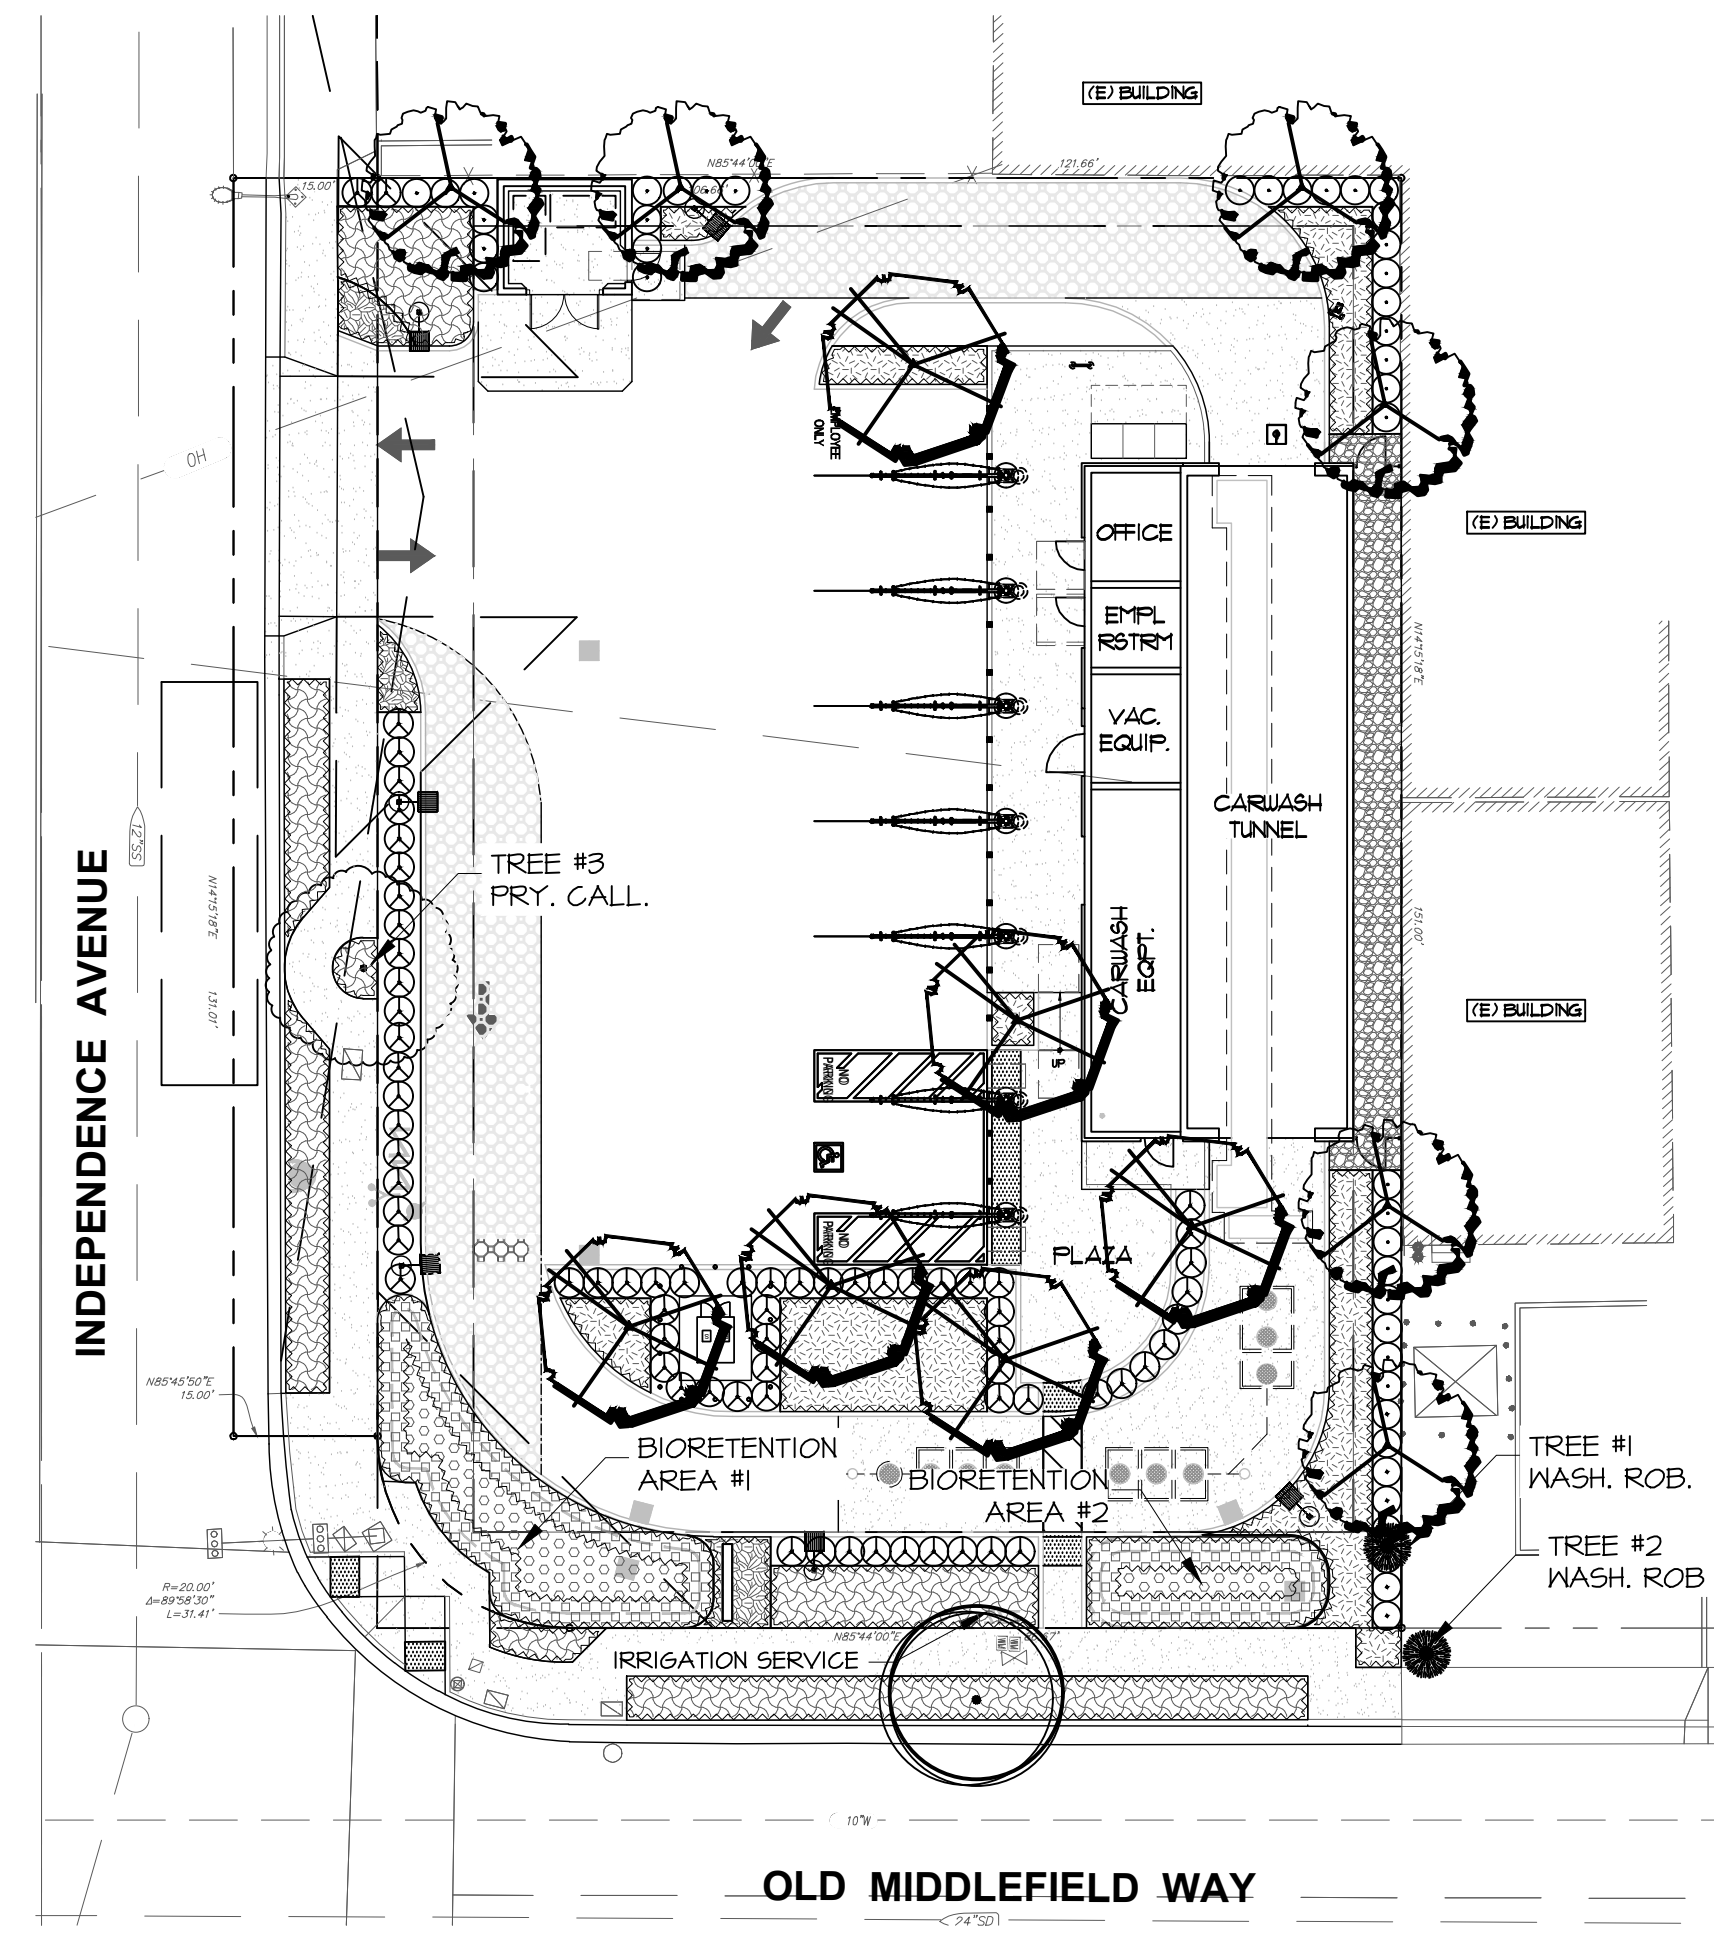 (E) BUILDING
N85°44'00"E
121.66'
15.00'
OH
EMPLOYEE
ONLY
OFFICE
(E) BUILDING
EMPL
RSTRM
N14°15'18"E
VAC.
EQUIP.
CARWASH
TUNNEL
12"SS
TREE #3
PRY. CALL.
INDEPENDENCE AVENUE
N14°15'18"E
131.01'
CARWASH
EQPT.
151.00'
(E) BUILDING
UP
NO
PARKING
NO
PARKING
PLAZA
N85°45'50"E
15.00'
BIORETENTION
AREA #1
BIORETENTION
AREA #2
TREE #1
WASH. ROB.
TREE #2
WASH. ROB
R=20.00'
Δ=89°58'30"
L=31.41'
N85°44'00"E
IRRIGATION SERVICE
10"W
OLD MIDDLEFIELD WAY
24"SD